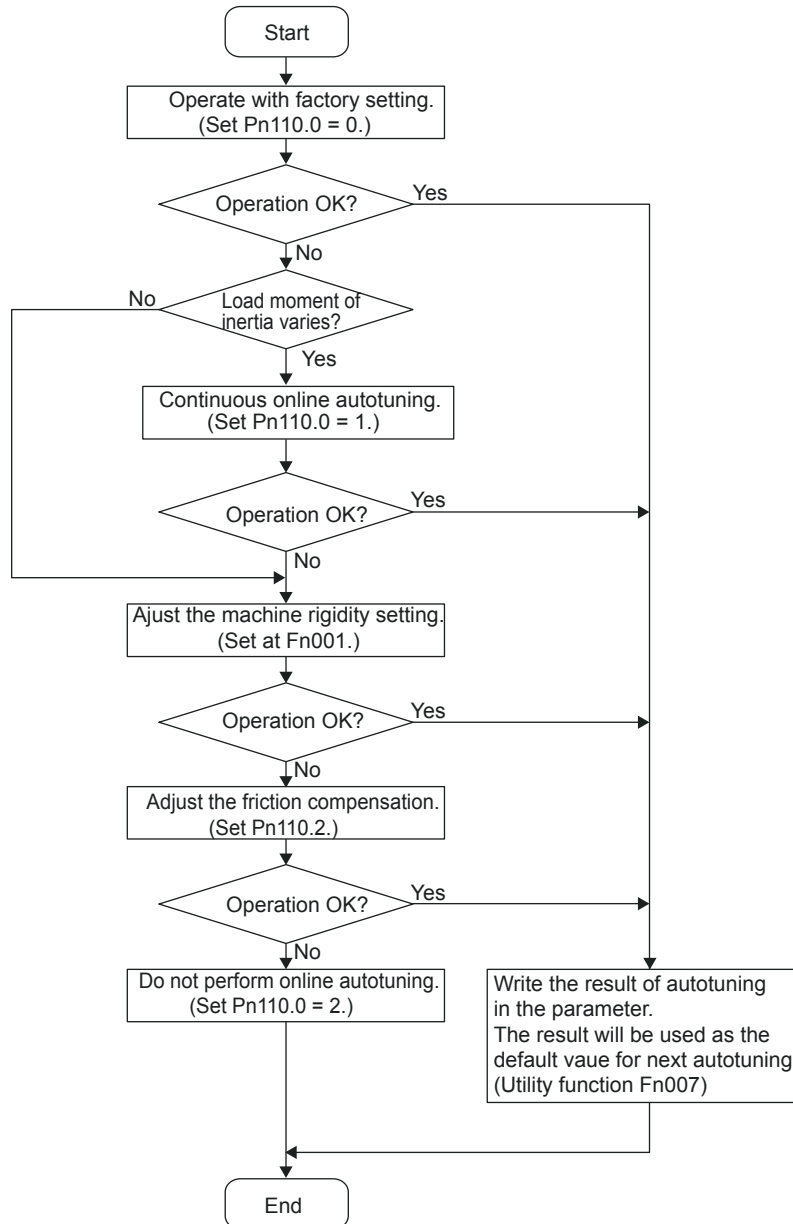 Start
Operate with factory setting.
(Set Pn110.0 = 0.)
Operation OK?
Yes
No
Load moment of
inertia varies?
No
Yes
Continuous online autotuning.
(Set Pn110.0 = 1.)
Operation OK?
Yes
No
Ajust the machine rigidity setting.
(Set at Fn001.)
Operation OK?
Yes
No
Adjust the friction compensation.
(Set Pn110.2.)
Operation OK?
Yes
No
Do not perform online autotuning.
(Set Pn110.0 = 2.)
Write the result of autotuning
in the parameter.
The result will be used as the
default vaue for next autotuning
(Utility function Fn007)
End